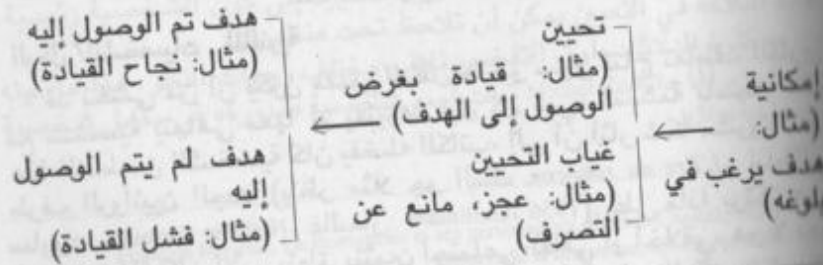 إمكانية
(مثال:
هدف يرغب في
بلوغه)
تحيين
(مثال: قيادة بغرض
الوصول إلى الهدف)
غياب التحيين
(مثال: عجز، مانع عن
التصرف)
هدف تم الوصول إليه
(مثال: نجاح القيادة)
هدف لم يتم الوصول
إليه
(مثال: فشل القيادة)